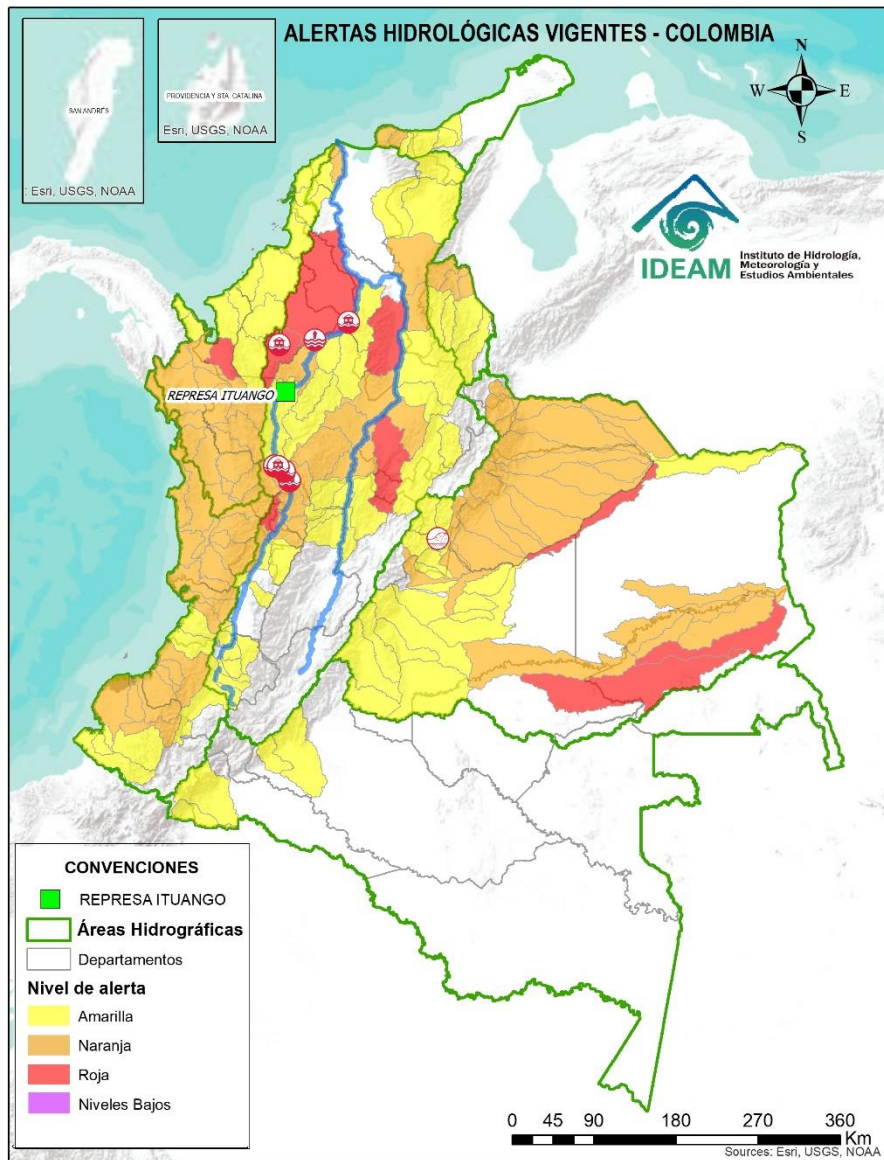 ALERTAS HIDROLÓGICAS VIGENTES - COLOMBIA
SAN ANDRÉS
: Esri, USGS, NOAA
PROVIDENCIA Y STA. CATALINA
Esri, USGS, NOAA
N
W
E
S
IDEAM
Instituto de Hidrología,
Meteorología y
Estudios Ambientales
REPRESA ITUANGO
CONVENCIONES
REPRESA ITUANGO
Áreas Hidrográficas
Departamentos
Nivel de alerta
Amarilla
Naranja
Roja
Niveles Bajos
0 45 90 180 270 360
Km
Sources: Esri, USGS, NOAA